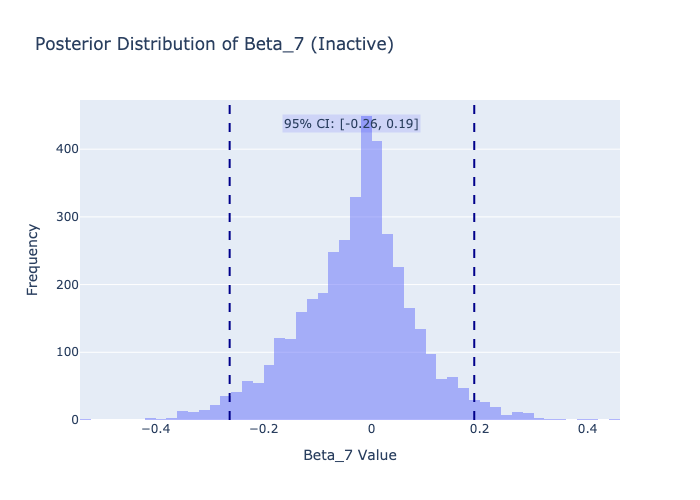 Posterior Distribution of Beta_7 (Inactive)
95% CI: [-0.26, 0.19]
400
300
200
100
0
Frequency
−0.4
−0.2
0
0.2
0.4
Beta_7 Value